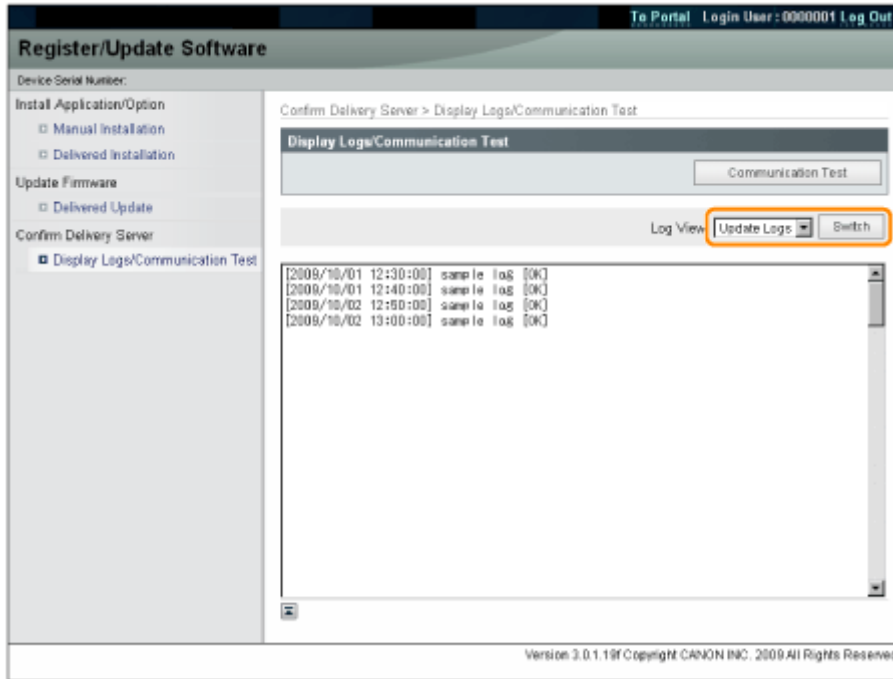 To Portal Login User : 0000001 Log Out
Register/Update Software
Device Serial Number:
Install Application/Option
Manual Installation
Delivered Installation
Update Firmware
Delivered Update
Confirm Delivery Server
Display Logs/Communication Test
Confirm Delivery Server > Display Logs/Communication Test
Display Logs/Communication Test
Communication Test
Log View Update Logs Switch
[2009/10/01 12:30:00] sample log [OK]
[2009/10/01 12:40:00] sample log [OK]
[2009/10/02 12:50:00] sample log [OK]
[2009/10/02 13:00:00] sample log [OK]
Version 3.0.1.19f Copyright CANON INC. 2009 All Rights Reserve